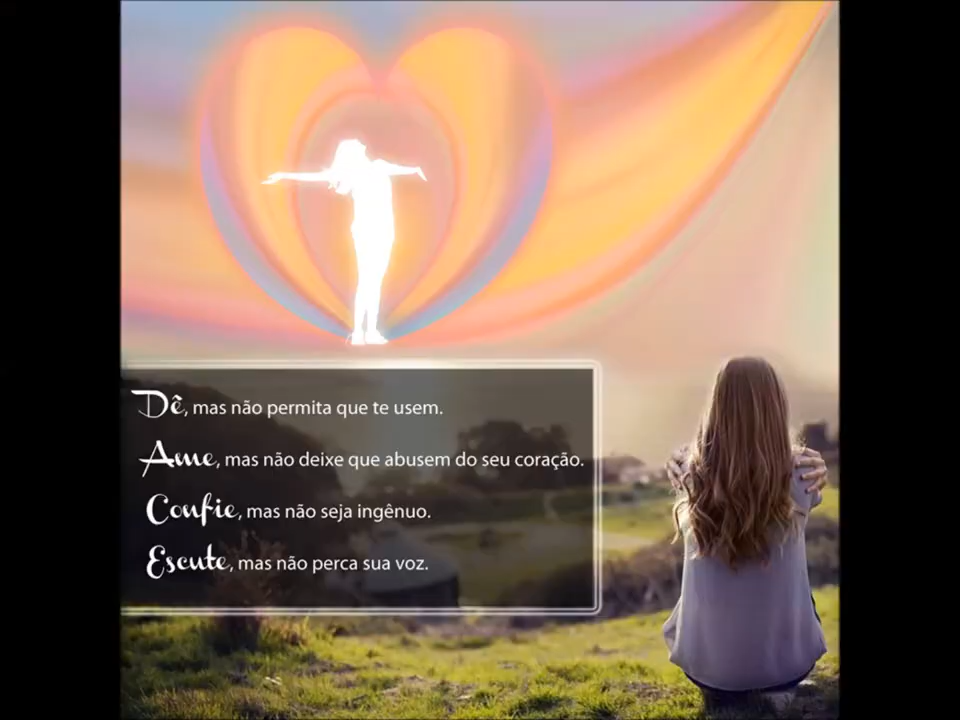 Dê, mas não permita que te usem.
Ame, mas não deixe que abusem do seu coração.
Confie, mas não seja ingênuo.
Escute, mas não perca sua voz.